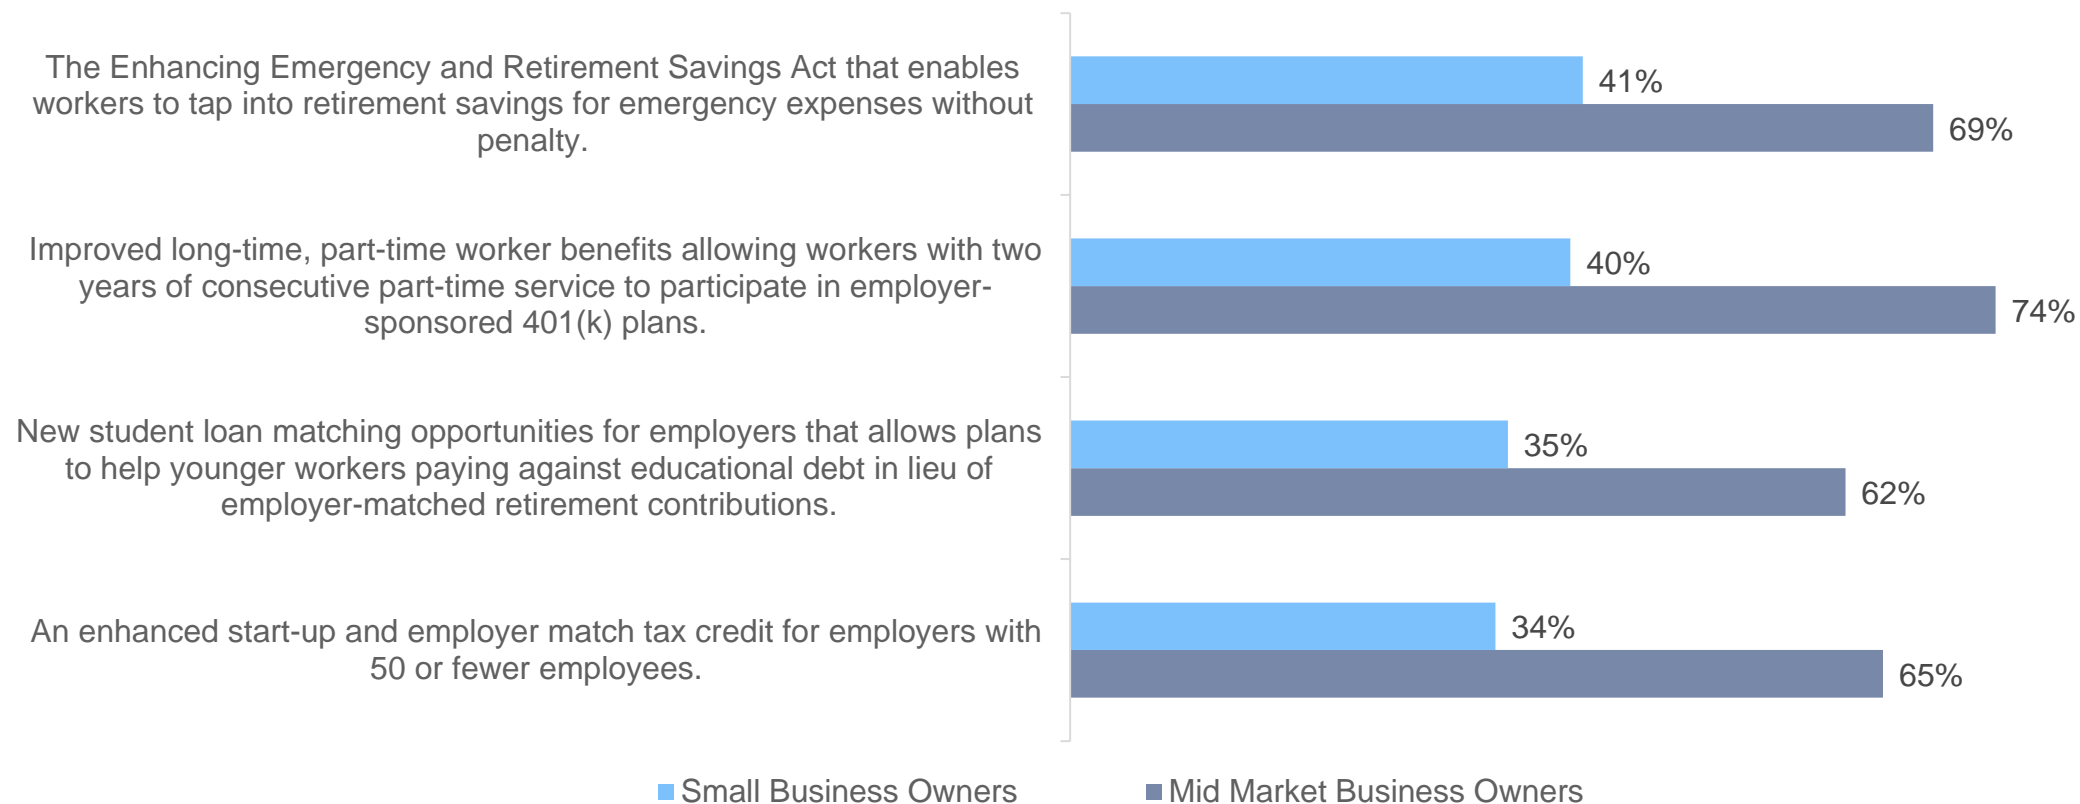 The Enhancing Emergency and Retirement Savings Act that enables
workers to tap into retirement savings for emergency expenses without
penalty.
41%
69%
Improved long-time, part-time worker benefits allowing workers with two
years of consecutive part-time service to participate in employer-
sponsored 401(k) plans.
40%
74%
New student loan matching opportunities for employers that allows plans
to help younger workers paying against educational debt in lieu of
employer-matched retirement contributions.
35%
62%
An enhanced start-up and employer match tax credit for employers with
50 or fewer employees.
34%
65%
Small Business Owners
Mid Market Business Owners